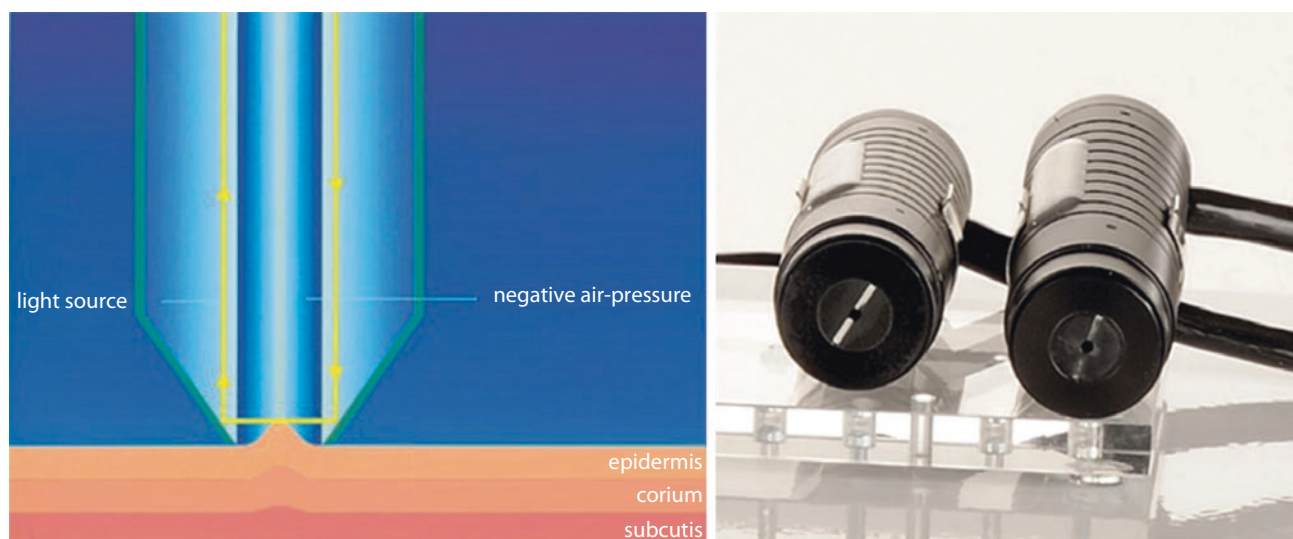 light source
negative air-pressure
epidermis
corium
subcutis